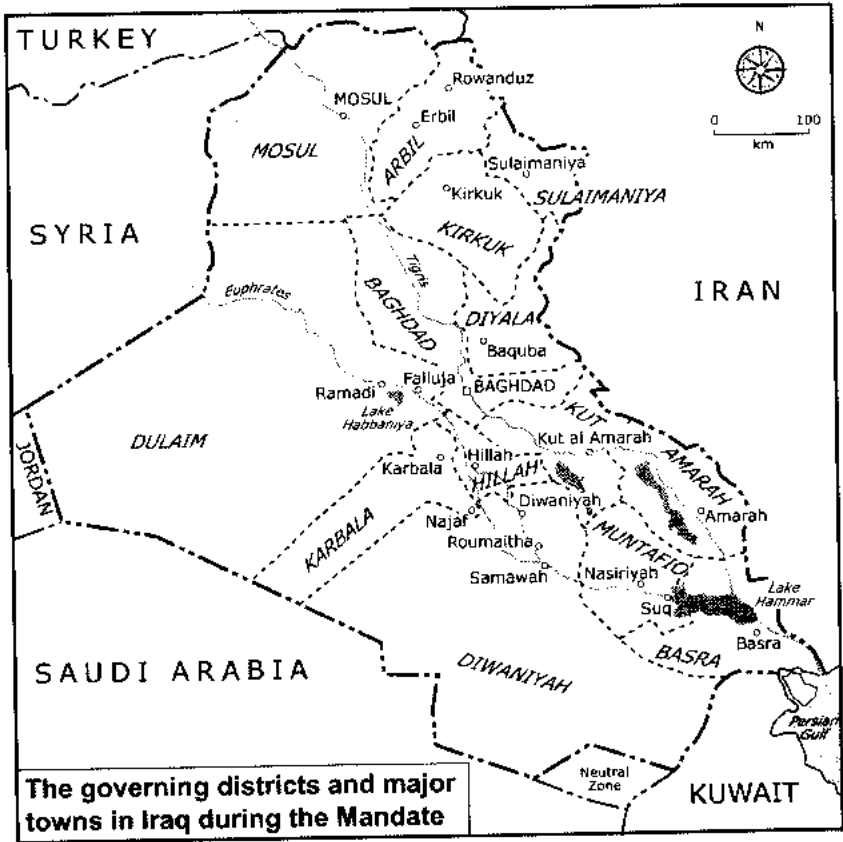 TURKEY
N
Rowanduz
MOSUL
0 100
km
Erbil
MOSUL
ARBIL
Sulaimaniya
Kirkuk
SULAIMANIYA
SYRIA
KIRKUK
Tigris
IRAN
Euphrates
BAGHDAD
DIYALA
Baquba
Falluja
BAGHDAD
Ramadi
Lake
Habbaniya
KUT
DULAIM
Kut al Amarah
JORDAN
Hillah
AMARAH
Karbala
HILLAH
Diwaniyah
Amarah
Najaf
MUNTAFIQ
KARBALA
Roumaitha
Samawah
Nasiriyah
Lake
Hammar
Suq
Basra
BASRA
SAUDI ARABIA
DIWANIYAH
Persian
Gulf
Neutral
Zone
KUWAIT
The governing districts and major
towns in Iraq during the Mandate